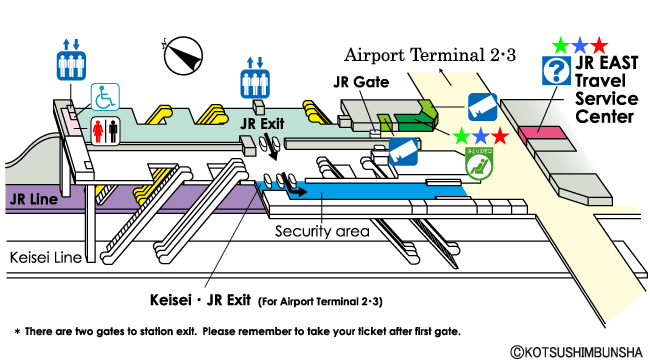 Airport Terminal 2·3
JR Gate
JR EAST
Travel
Service
Center
?
JR Exit
みどりの窓口
JR Line
Security area
Keisei Line
Keisei · JR Exit (For Airport Terminal 2·3)
* There are two gates to station exit. Please remember to take your ticket after first gate.
©KOTSUSHIMBUNSHA